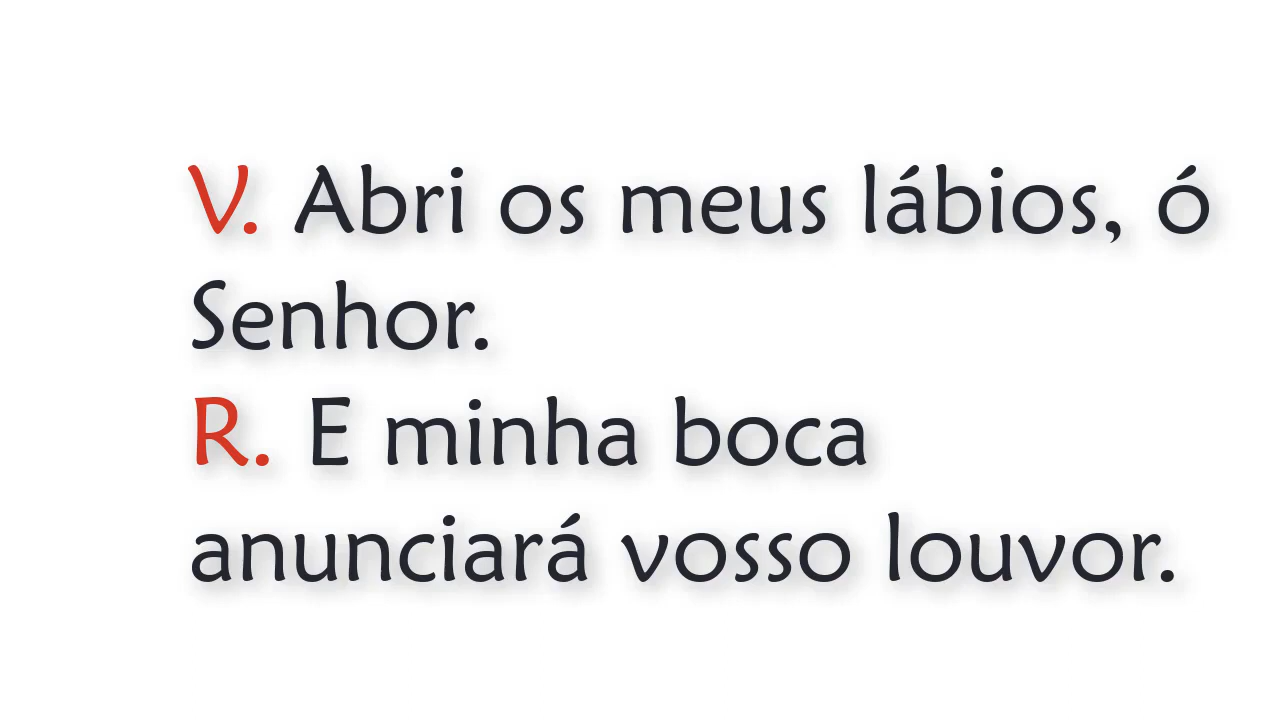 V. Abri os meus lábios, ó
Senhor.
R. E minha boca
anunciará vosso louvor.